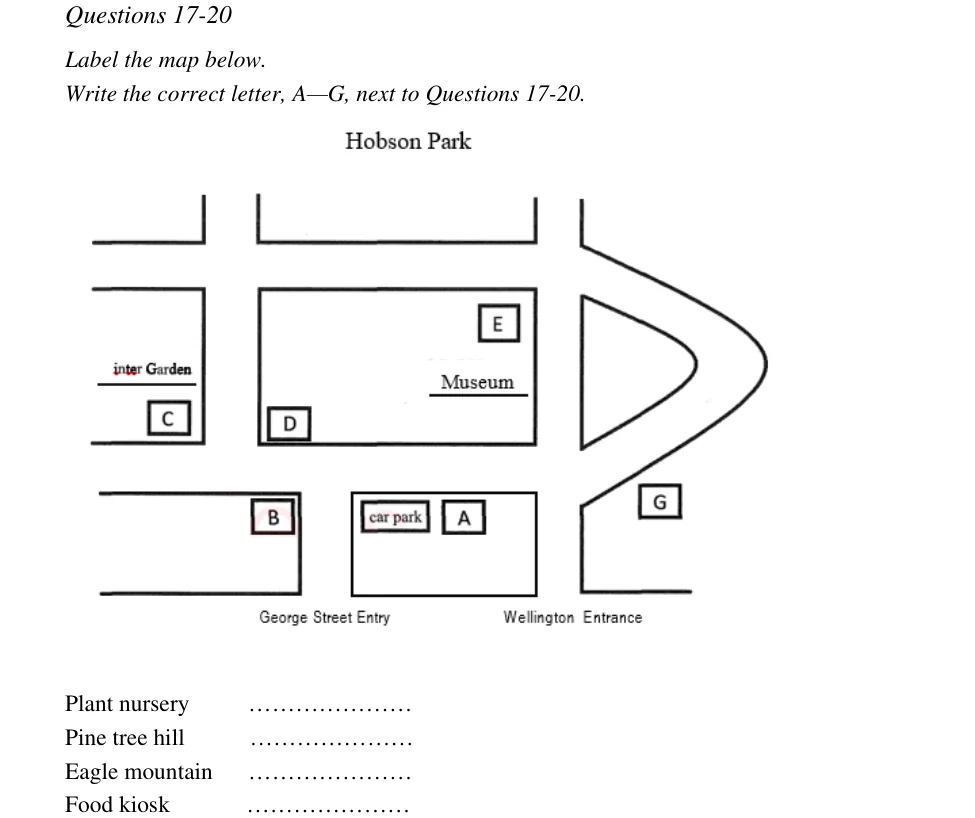 Questions 17-20
Label the map below.
Write the correct letter, A—G, next to Questions 17-20.
Hobson Park
E
inter Garden
Museum
C
D
B
car park
A
G
George Street Entry
Wellington Entrance
Plant nursery .....................
Pine tree hill .....................
Eagle mountain .....................
Food kiosk .....................